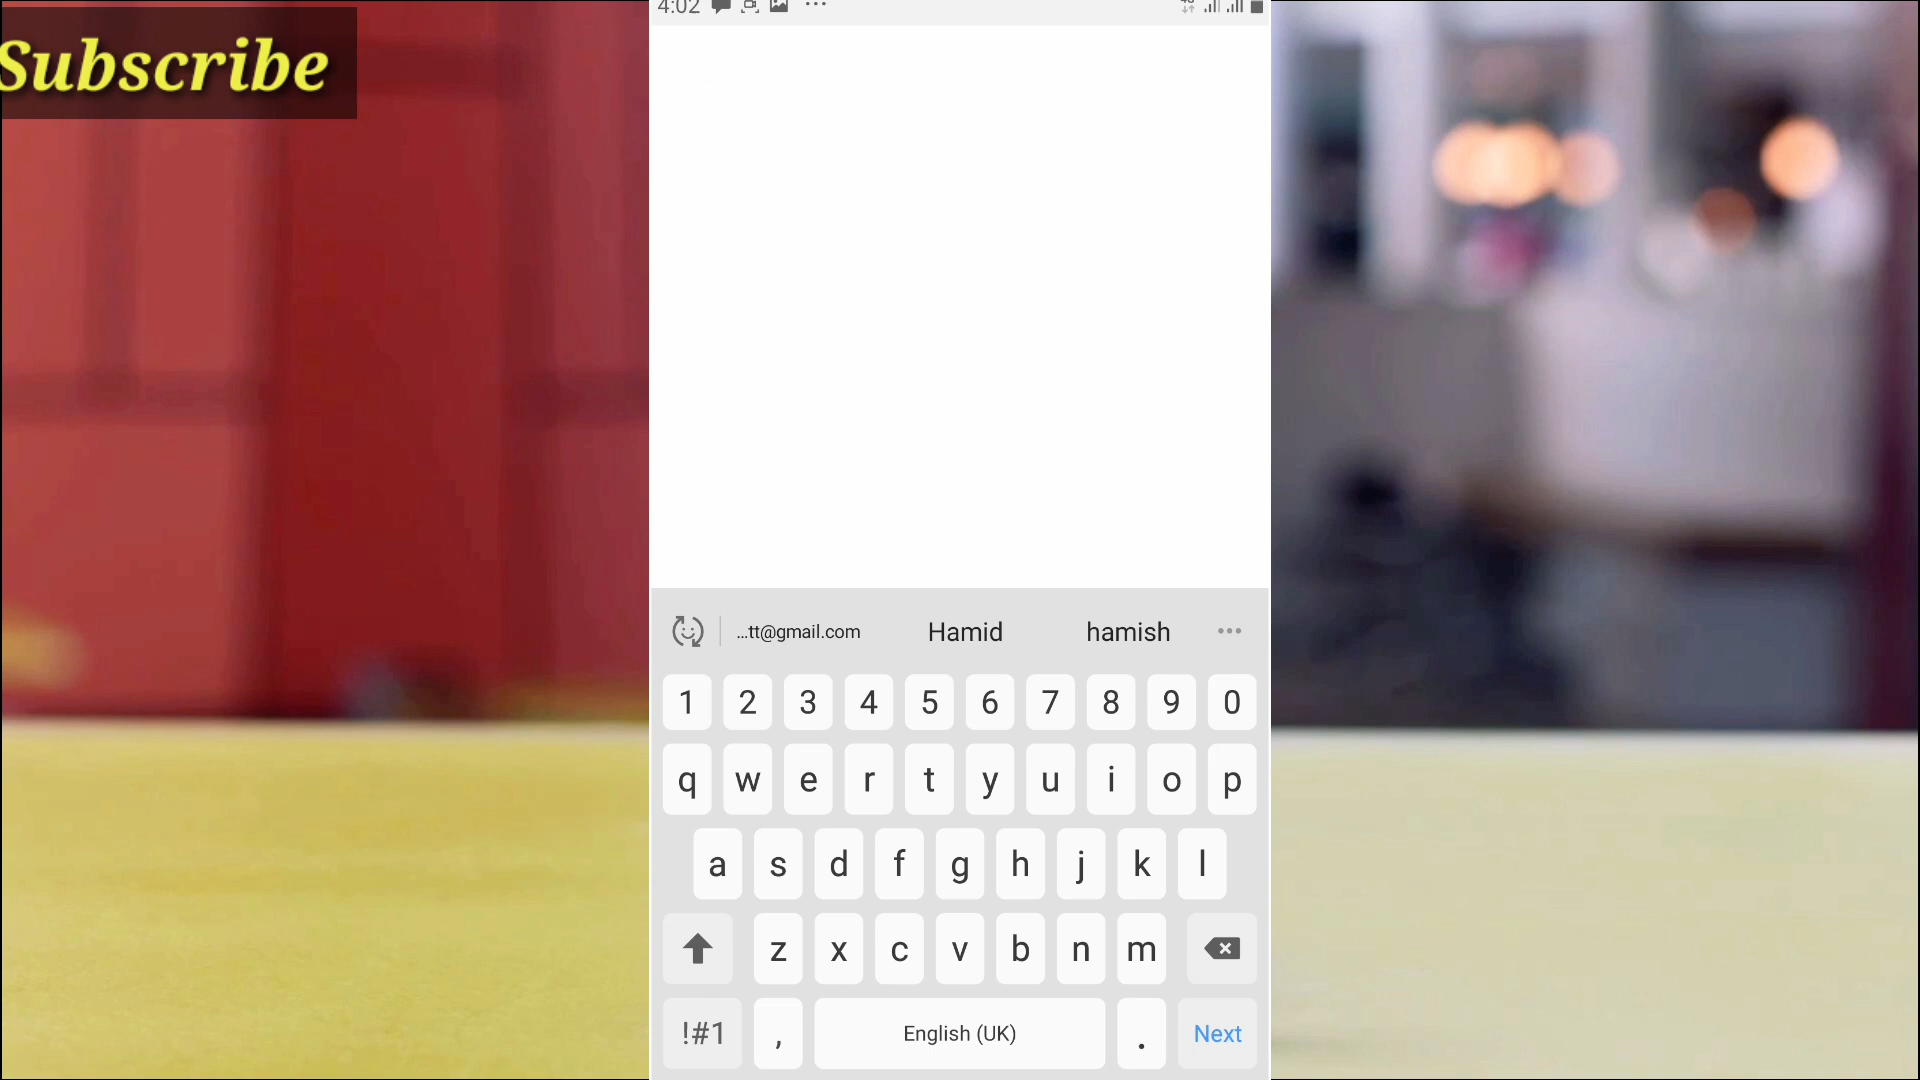 Subscribe
4:02
...tt@gmail.com Hamid hamish
1 2 3 4 5 6 7 8 9 0
q w e r t y u i o p
a s d f g h j k l
z x c v b n m
!#1 , English (UK) . Next